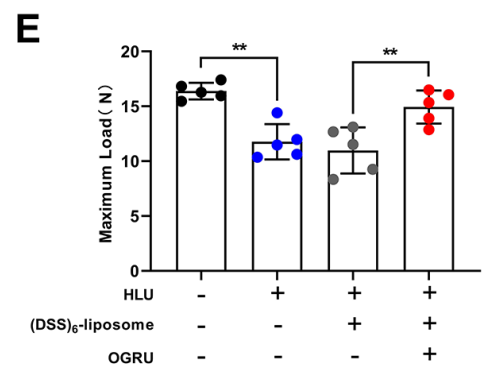 E
** **
20
15
10
5
0
Maximum Load( N)
HLU - + + +
(DSS)₆-liposome - - + +
OGRU - - - +